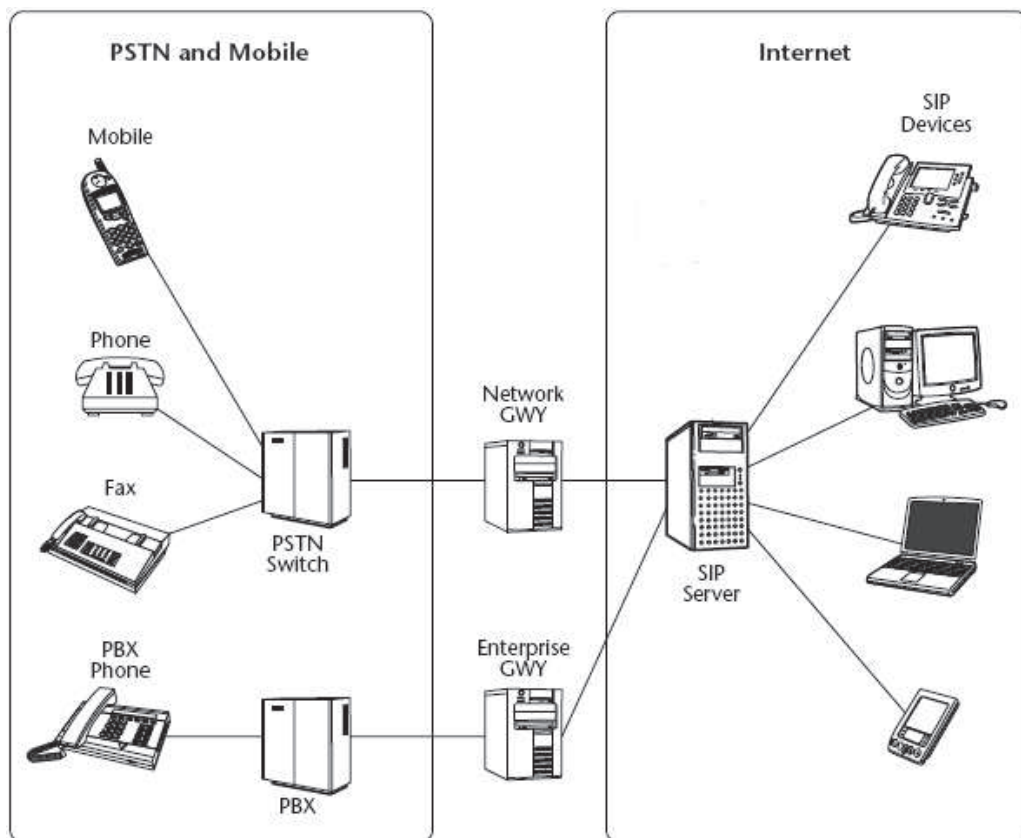 PSTN and Mobile
Internet
Mobile
SIP
Devices
Phone
Network
GWY
Fax
PSTN
Switch
SIP
Server
PBX
Phone
Enterprise
GWY
PBX